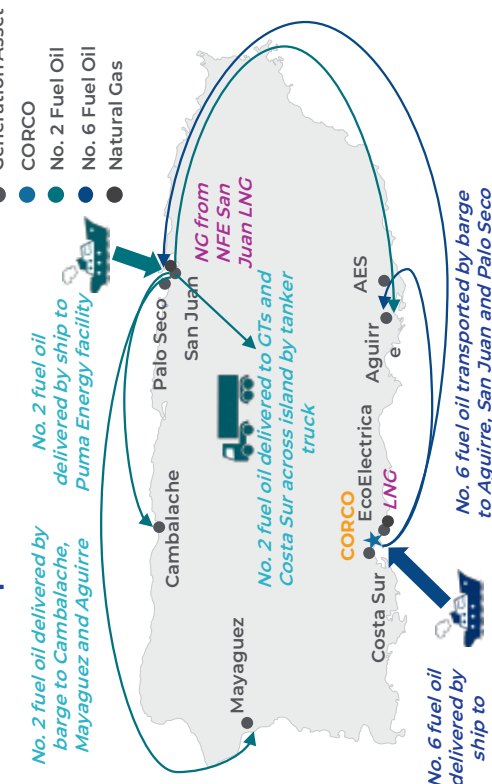 Generation Asset
CORCO
No. 2 Fuel Oil
No. 6 Fuel Oil
Natural Gas
No. 2 fuel oil delivered by
barge to Cambalache,
Mayaguez and Aguirre
No. 2 fuel oil
delivered by ship to
Puma Energy facility
Palo Seco
San Juan
NG from
NFE San
Juan LNG
Cambalache
Mayaguez
No. 2 fuel oil delivered to GTs and
Costa Sur across island by tanker
truck
CORCO
EcoElectrica
LNG
Costa Sur
AES
Aguirr
e
No. 6 fuel oil
delivered by
ship to
No. 6 fuel oil transported by barge
to Aguirre, San Juan and Palo Seco